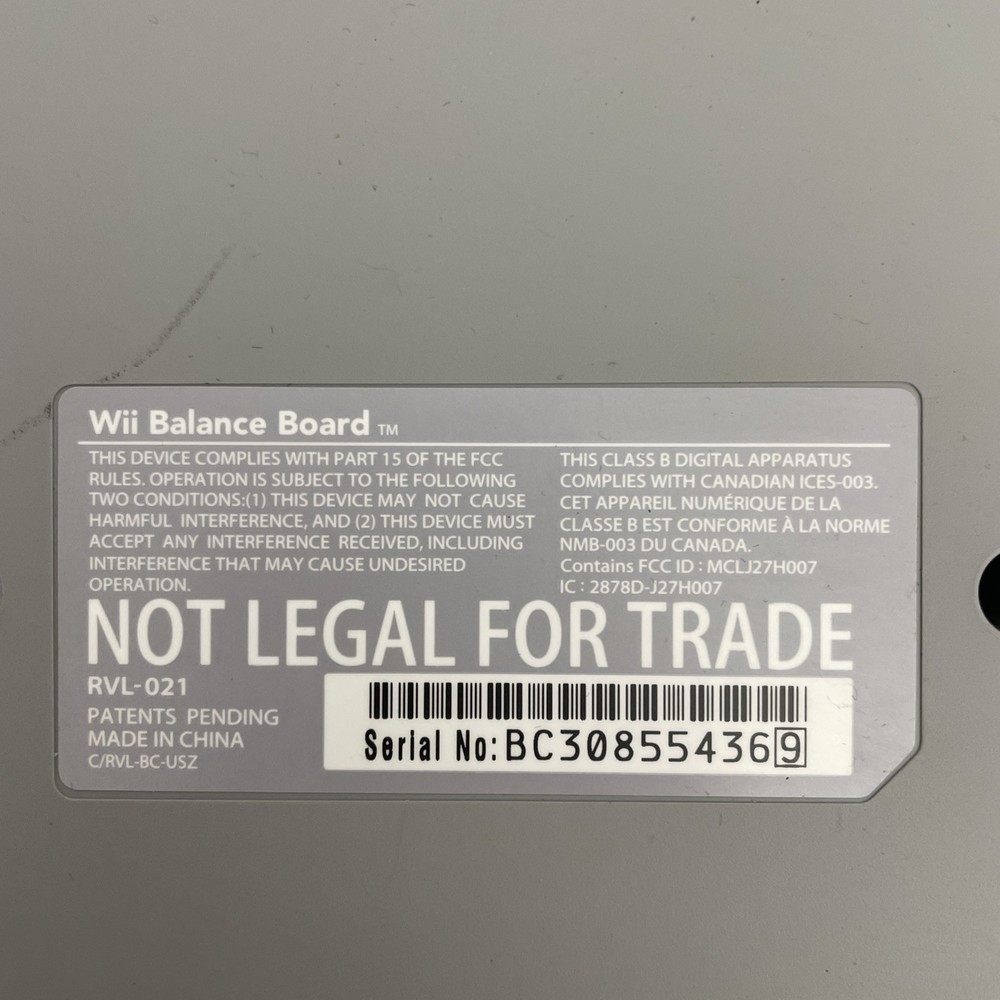 Wii Balance Board TM
THIS DEVICE COMPLIES WITH PART 15 OF THE FCC
RULES. OPERATION IS SUBJECT TO THE FOLLOWING
TWO CONDITIONS:(1) THIS DEVICE MAY NOT CAUSE
HARMFUL INTERFERENCE, AND (2) THIS DEVICE MUST
ACCEPT ANY INTERFERENCE RECEIVED, INCLUDING
INTERFERENCE THAT MAY CAUSE UNDESIRED
OPERATION.
THIS CLASS B DIGITAL APPARATUS
COMPLIES WITH CANADIAN ICES-003.
CET APPAREIL NUMÉRIQUE DE LA
CLASSE B EST CONFORME À LA NORME
NMB-003 DU CANADA.
Contains FCC ID : MCLJ27H007
IC : 2878D-J27H007
NOT LEGAL FOR TRADE
RVL-021
PATENTS PENDING
MADE IN CHINA
C/RVL-BC-USZ
Serial No:BC308554369